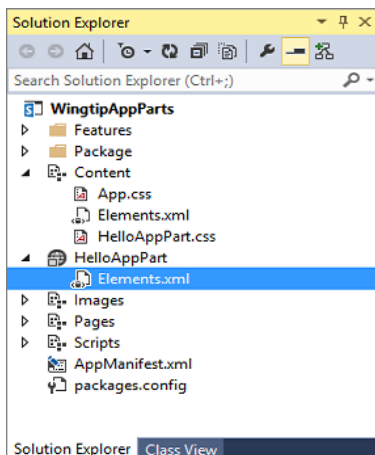 Solution Explorer
Search Solution Explorer (Ctrl+;)
WingtipAppParts
Features
Package
Content
App.css
Elements.xml
HelloAppPart.css
HelloAppPart
Elements.xml
Images
Pages
Scripts
AppManifest.xml
packages.config
Solution Explorer Class View